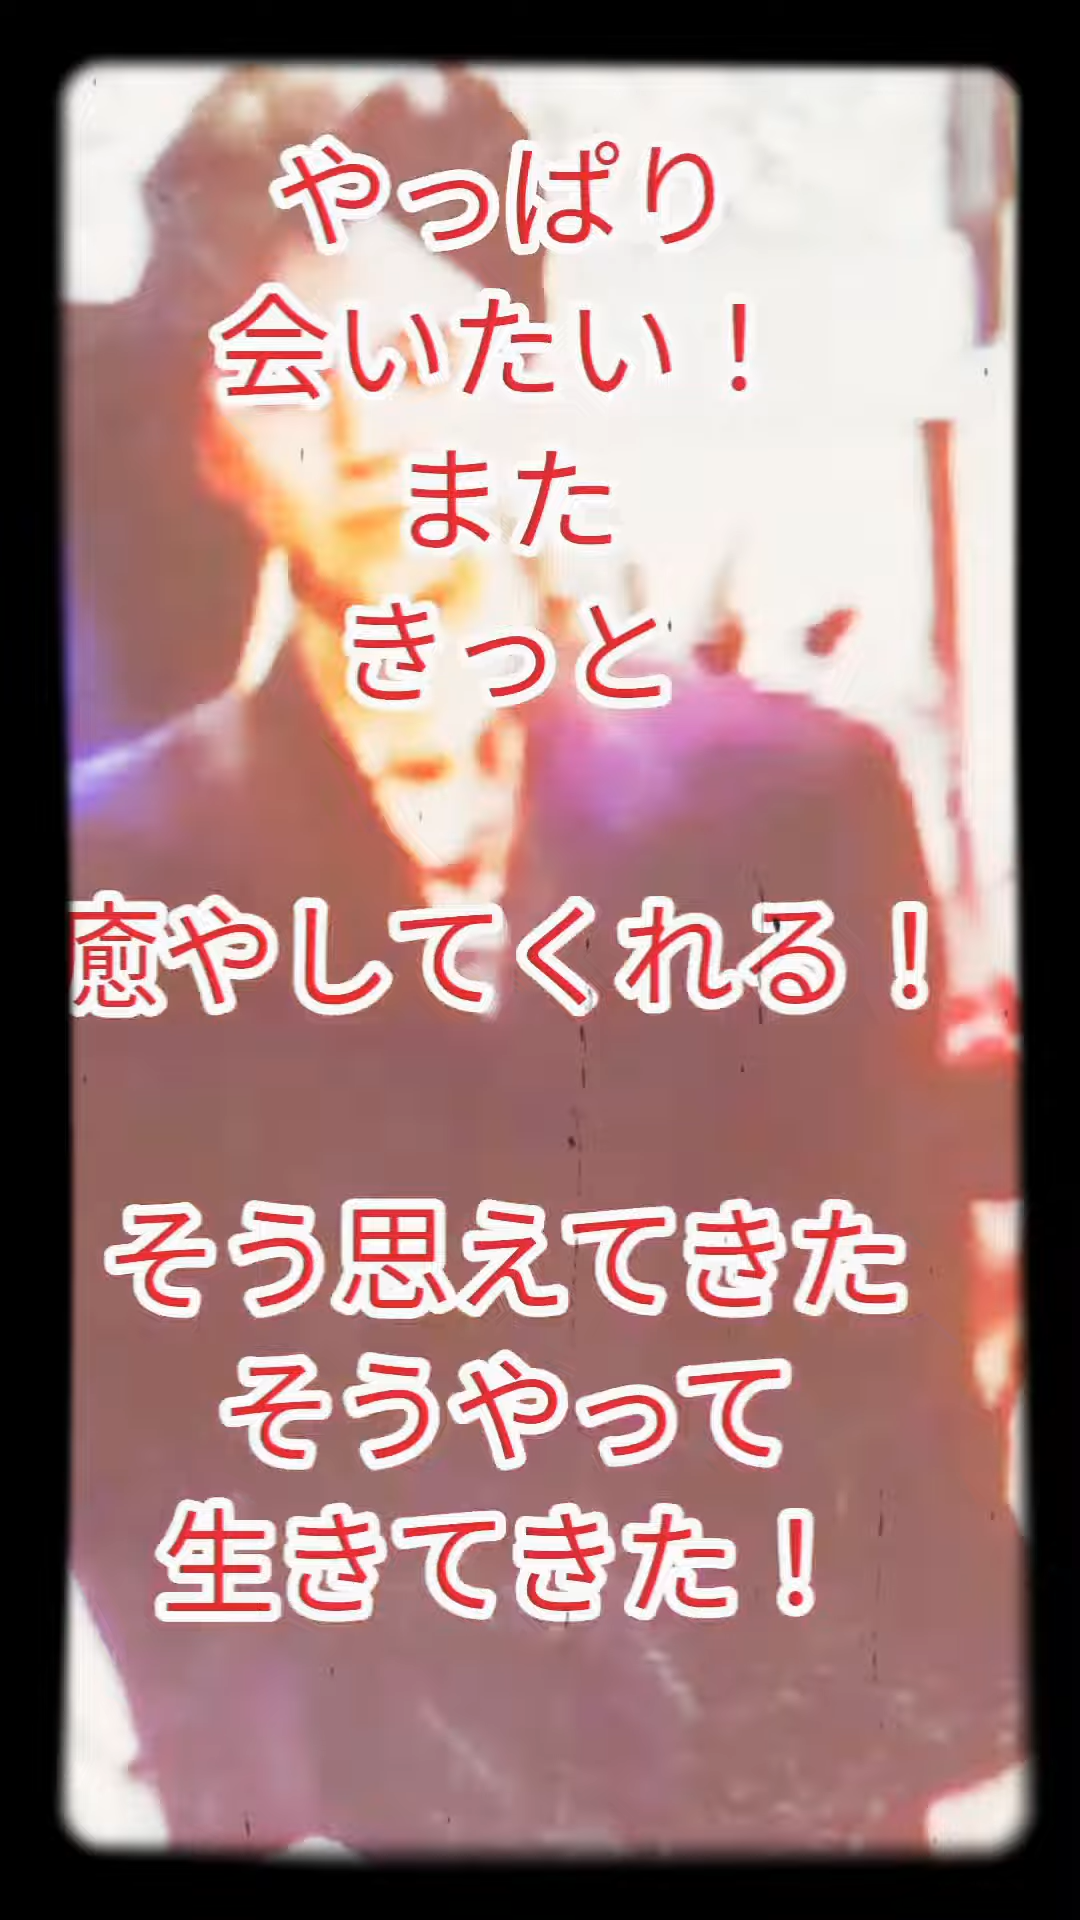 やっぱり
会いたい！
また
きっと
癒やしてくれる！
そう思えてきた
そうやって
生きてきた！